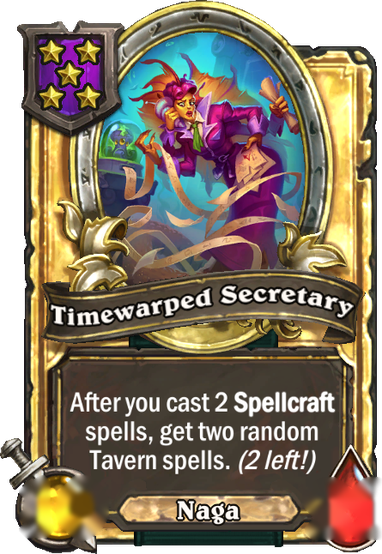 Timewarped Secretary
After you cast 2 Spellcraft
spells, get two random
Tavern spells. (2 left!)
Naga